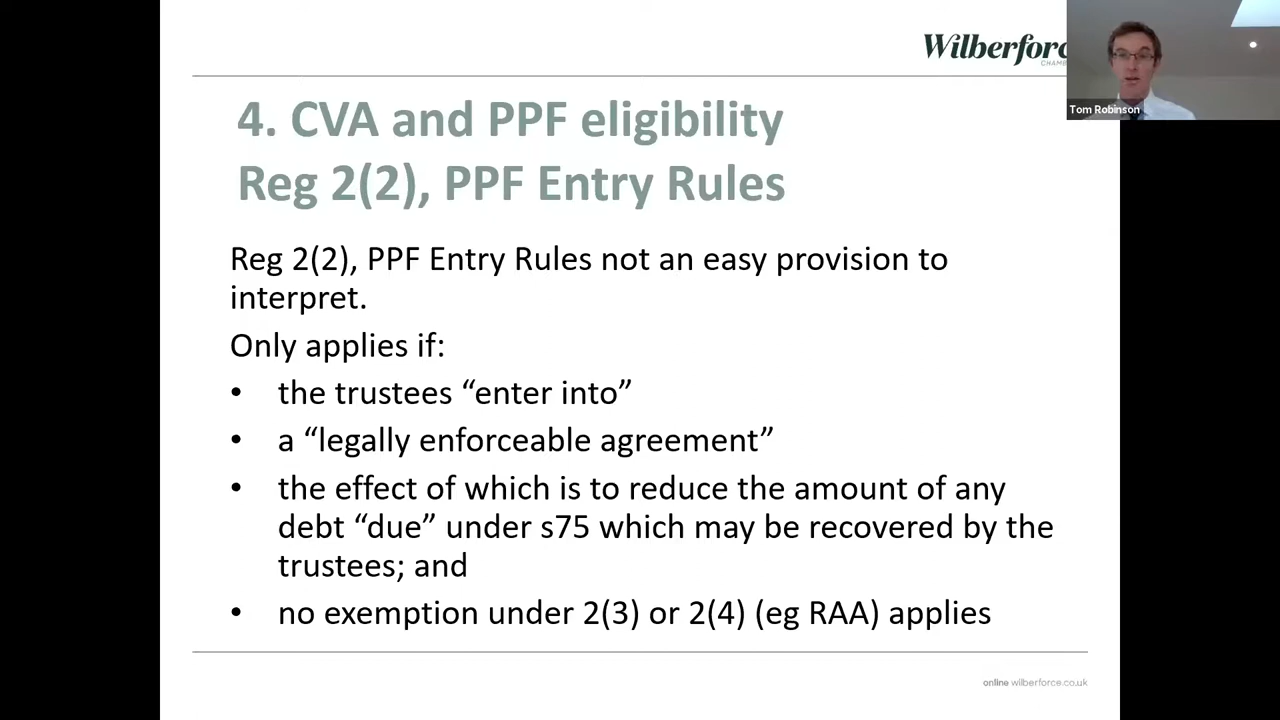 Wilberforc
CHAM
Tom Robinson
4. CVA and PPF eligibility
Reg 2(2), PPF Entry Rules
Reg 2(2), PPF Entry Rules not an easy provision to
interpret.
Only applies if:
• the trustees “enter into”
• a “legally enforceable agreement”
• the effect of which is to reduce the amount of any
debt “due” under s75 which may be recovered by the
trustees; and
• no exemption under 2(3) or 2(4) (eg RAA) applies
online wilberforce.co.uk